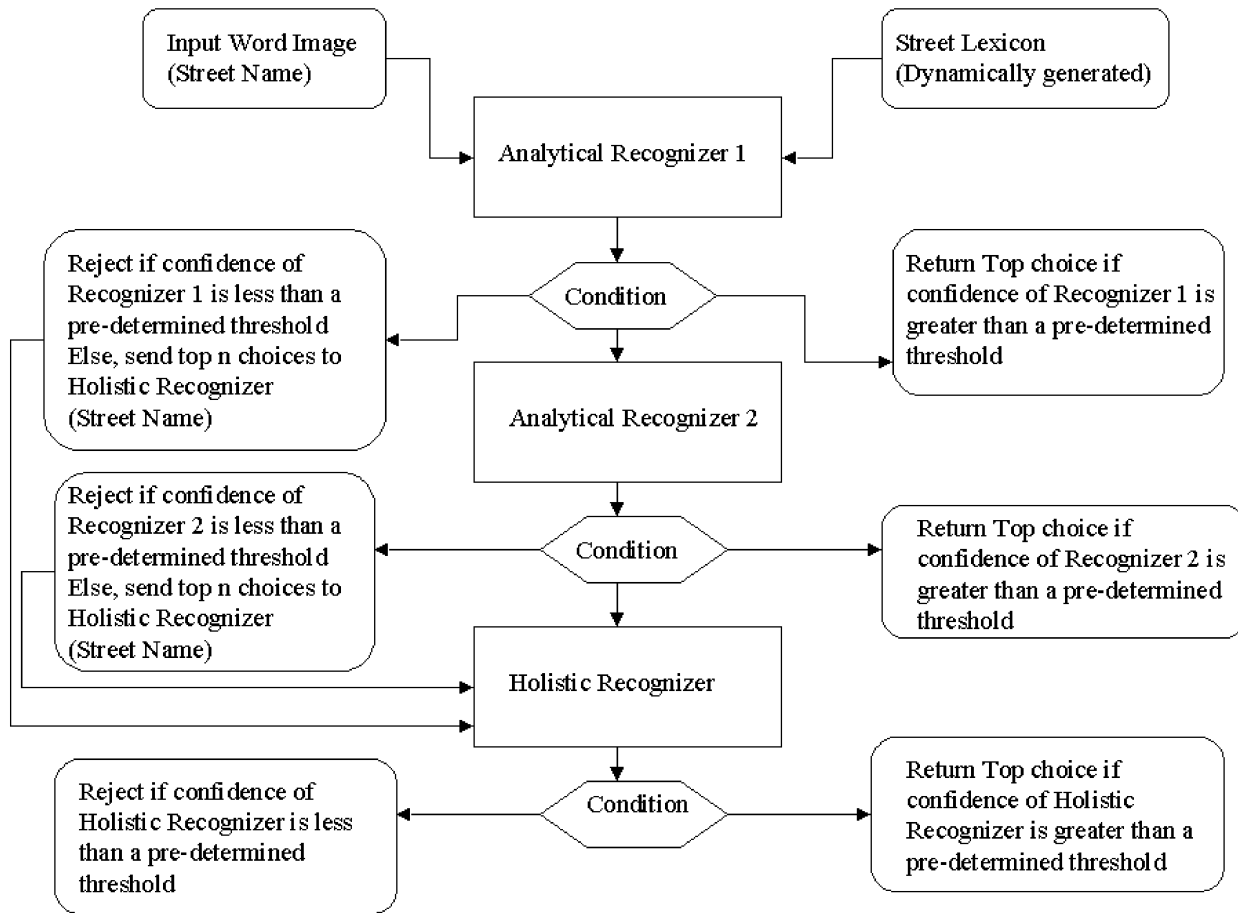 Input Word Image
(Street Name)
Street Lexicon
(Dynamically generated)
Analytical Recognizer 1
Reject if confidence of
Recognizer 1 is less than a
pre-determined threshold
Else, send top n choices to
Holistic Recognizer
(Street Name)
Condition
Return Top choice if
confidence of Recognizer 1 is
greater than a pre-determined
threshold
Analytical Recognizer 2
Reject if confidence of
Recognizer 2 is less than a
pre-determined threshold
Else, send top n choices to
Holistic Recognizer
(Street Name)
Condition
Return Top choice if
confidence of Recognizer 2 is
greater than a pre-determined
threshold
Holistic Recognizer
Reject if confidence of
Holistic Recognizer is less
than a pre-determined
threshold
Condition
Return Top choice if
confidence of Holistic
Recognizer is greater than a
pre-determined threshold